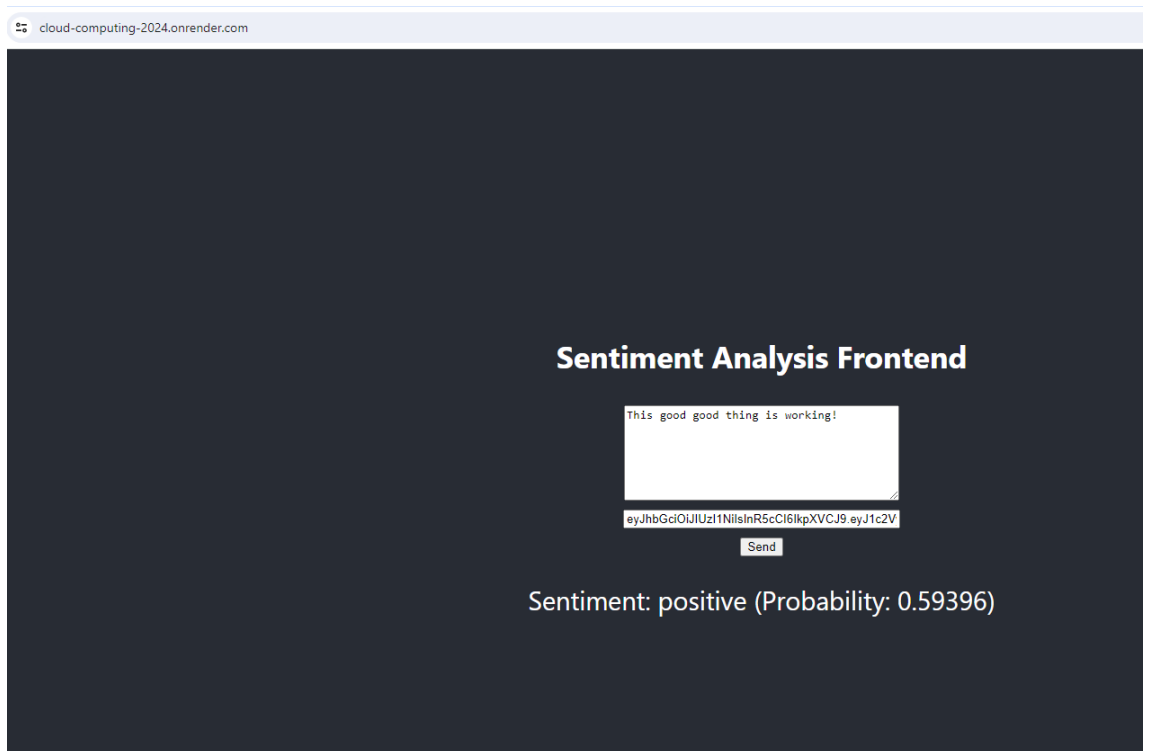 cloud-computing-2024.onrender.com
Sentiment Analysis Frontend
This good good thing is working!
eyJhbGciOiJIUzI1NiIsInR5cCI6IkpXVCJ9.eyJ1c2V
Send
Sentiment: positive (Probability: 0.59396)